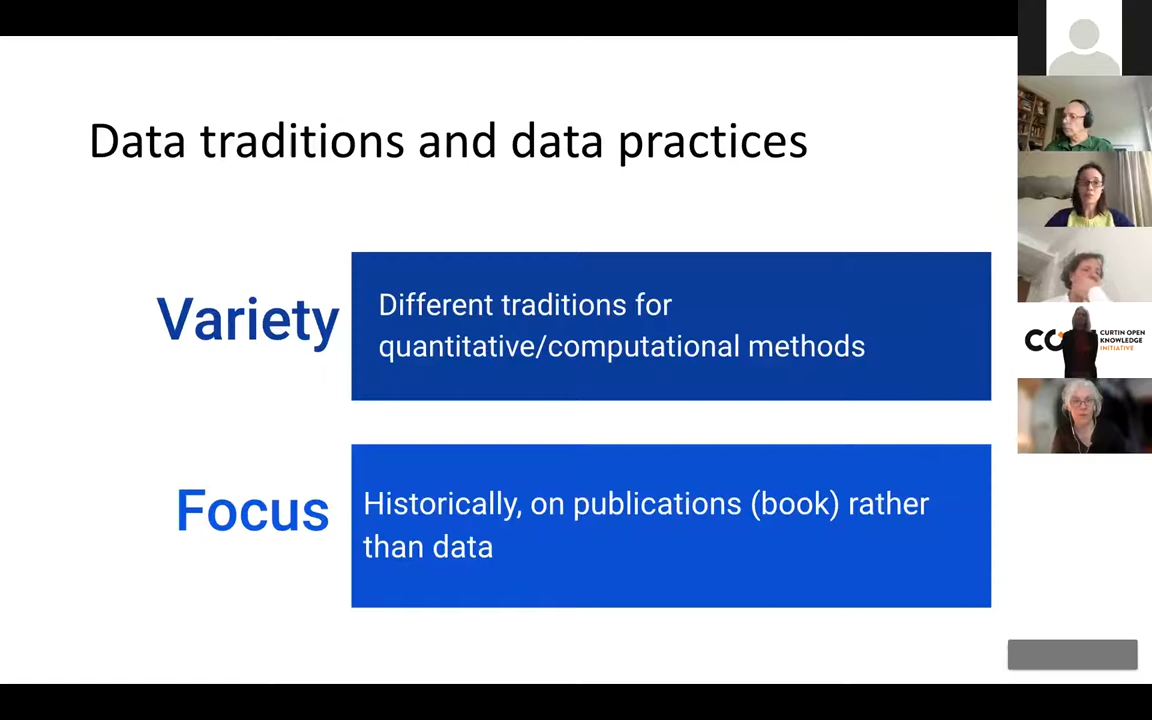 Data traditions and data practices
Variety
Different traditions for
quantitative/computational methods
Focus
Historically, on publications (book) rather
than data
CURTIN OPEN
KNOWLEDGE
INITIATIVE